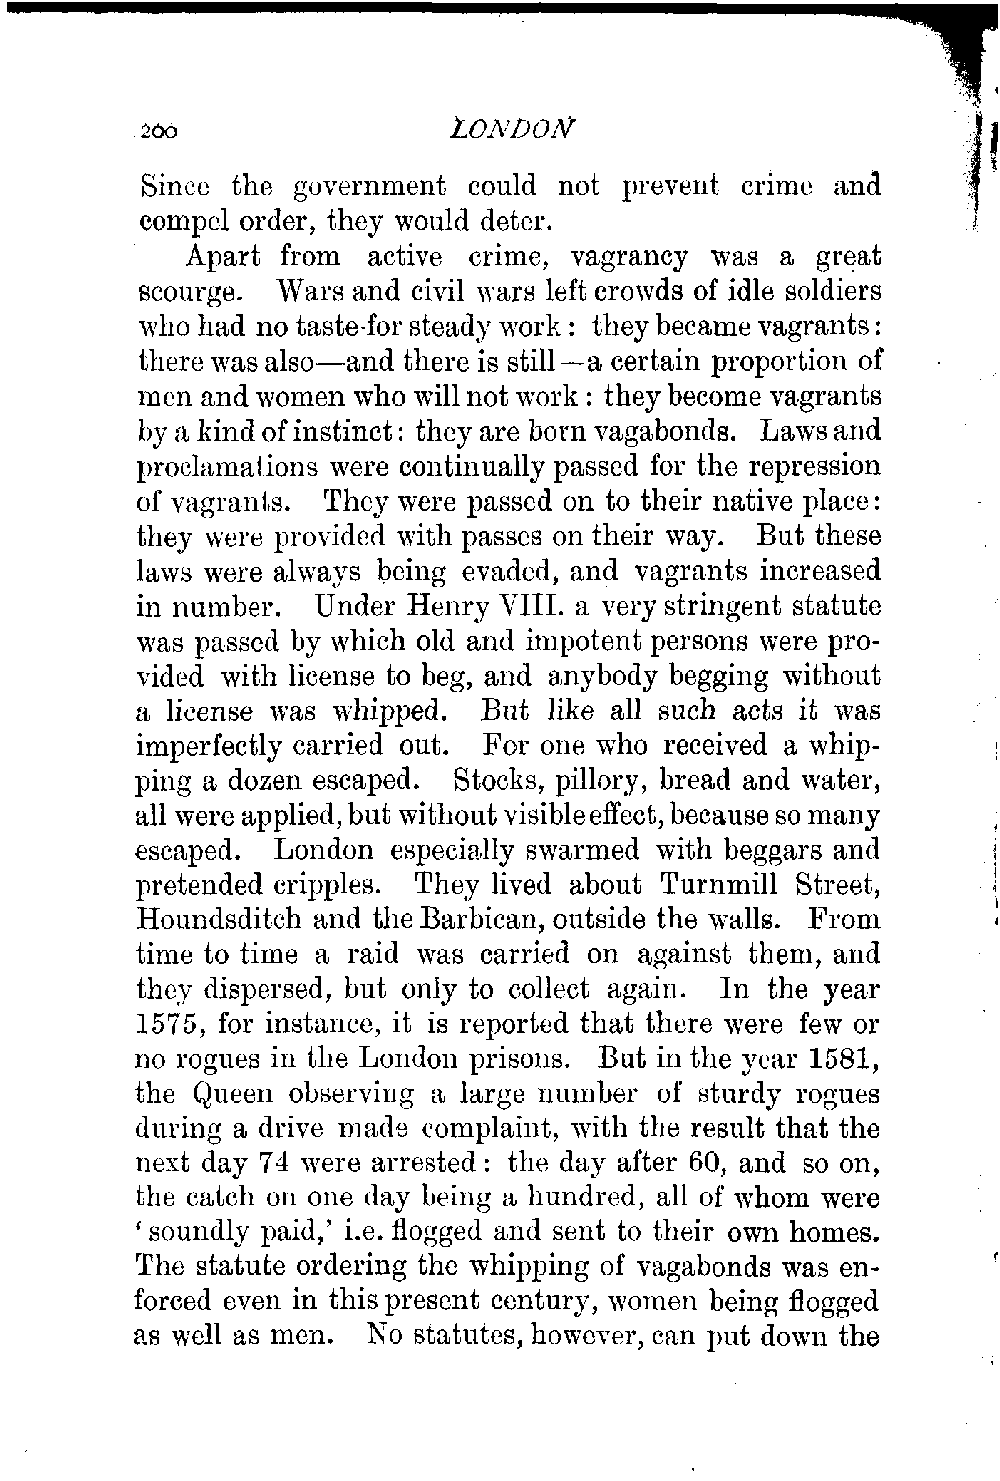 200 LONDON
Since the government could not prevent crime and
compel order, they would deter.
Apart from active crime, vagrancy was a great
scourge. Wars and civil wars left crowds of idle soldiers
who had no taste for steady work : they became vagrants :
there was also—and there is still—a certain proportion of
men and women who will not work : they become vagrants
by a kind of instinct : they are born vagabonds. Laws and
proclamations were continually passed for the repression
of vagrants. They were passed on to their native place :
they were provided with passes on their way. But these
laws were always being evaded, and vagrants increased
in number. Under Henry VIII. a very stringent statute
was passed by which old and impotent persons were pro-
vided with license to beg, and anybody begging without
a license was whipped. But like all such acts it was
imperfectly carried out. For one who received a whip-
ping a dozen escaped. Stocks, pillory, bread and water,
all were applied, but without visible effect, because so many
escaped. London especially swarmed with beggars and
pretended cripples. They lived about Turnmill Street,
Houndsditch and the Barbican, outside the walls. From
time to time a raid was carried on against them, and
they dispersed, but only to collect again. In the year
1575, for instance, it is reported that there were few or
no rogues in the London prisons. But in the year 1581,
the Queen observing a large number of sturdy rogues
during a drive made complaint, with the result that the
next day 74 were arrested : the day after 60, and so on,
the catch on one day being a hundred, all of whom were
‘soundly paid,’ i.e. flogged and sent to their own homes.
The statute ordering the whipping of vagabonds was en-
forced even in this present century, women being flogged
as well as men. No statutes, however, can put down the